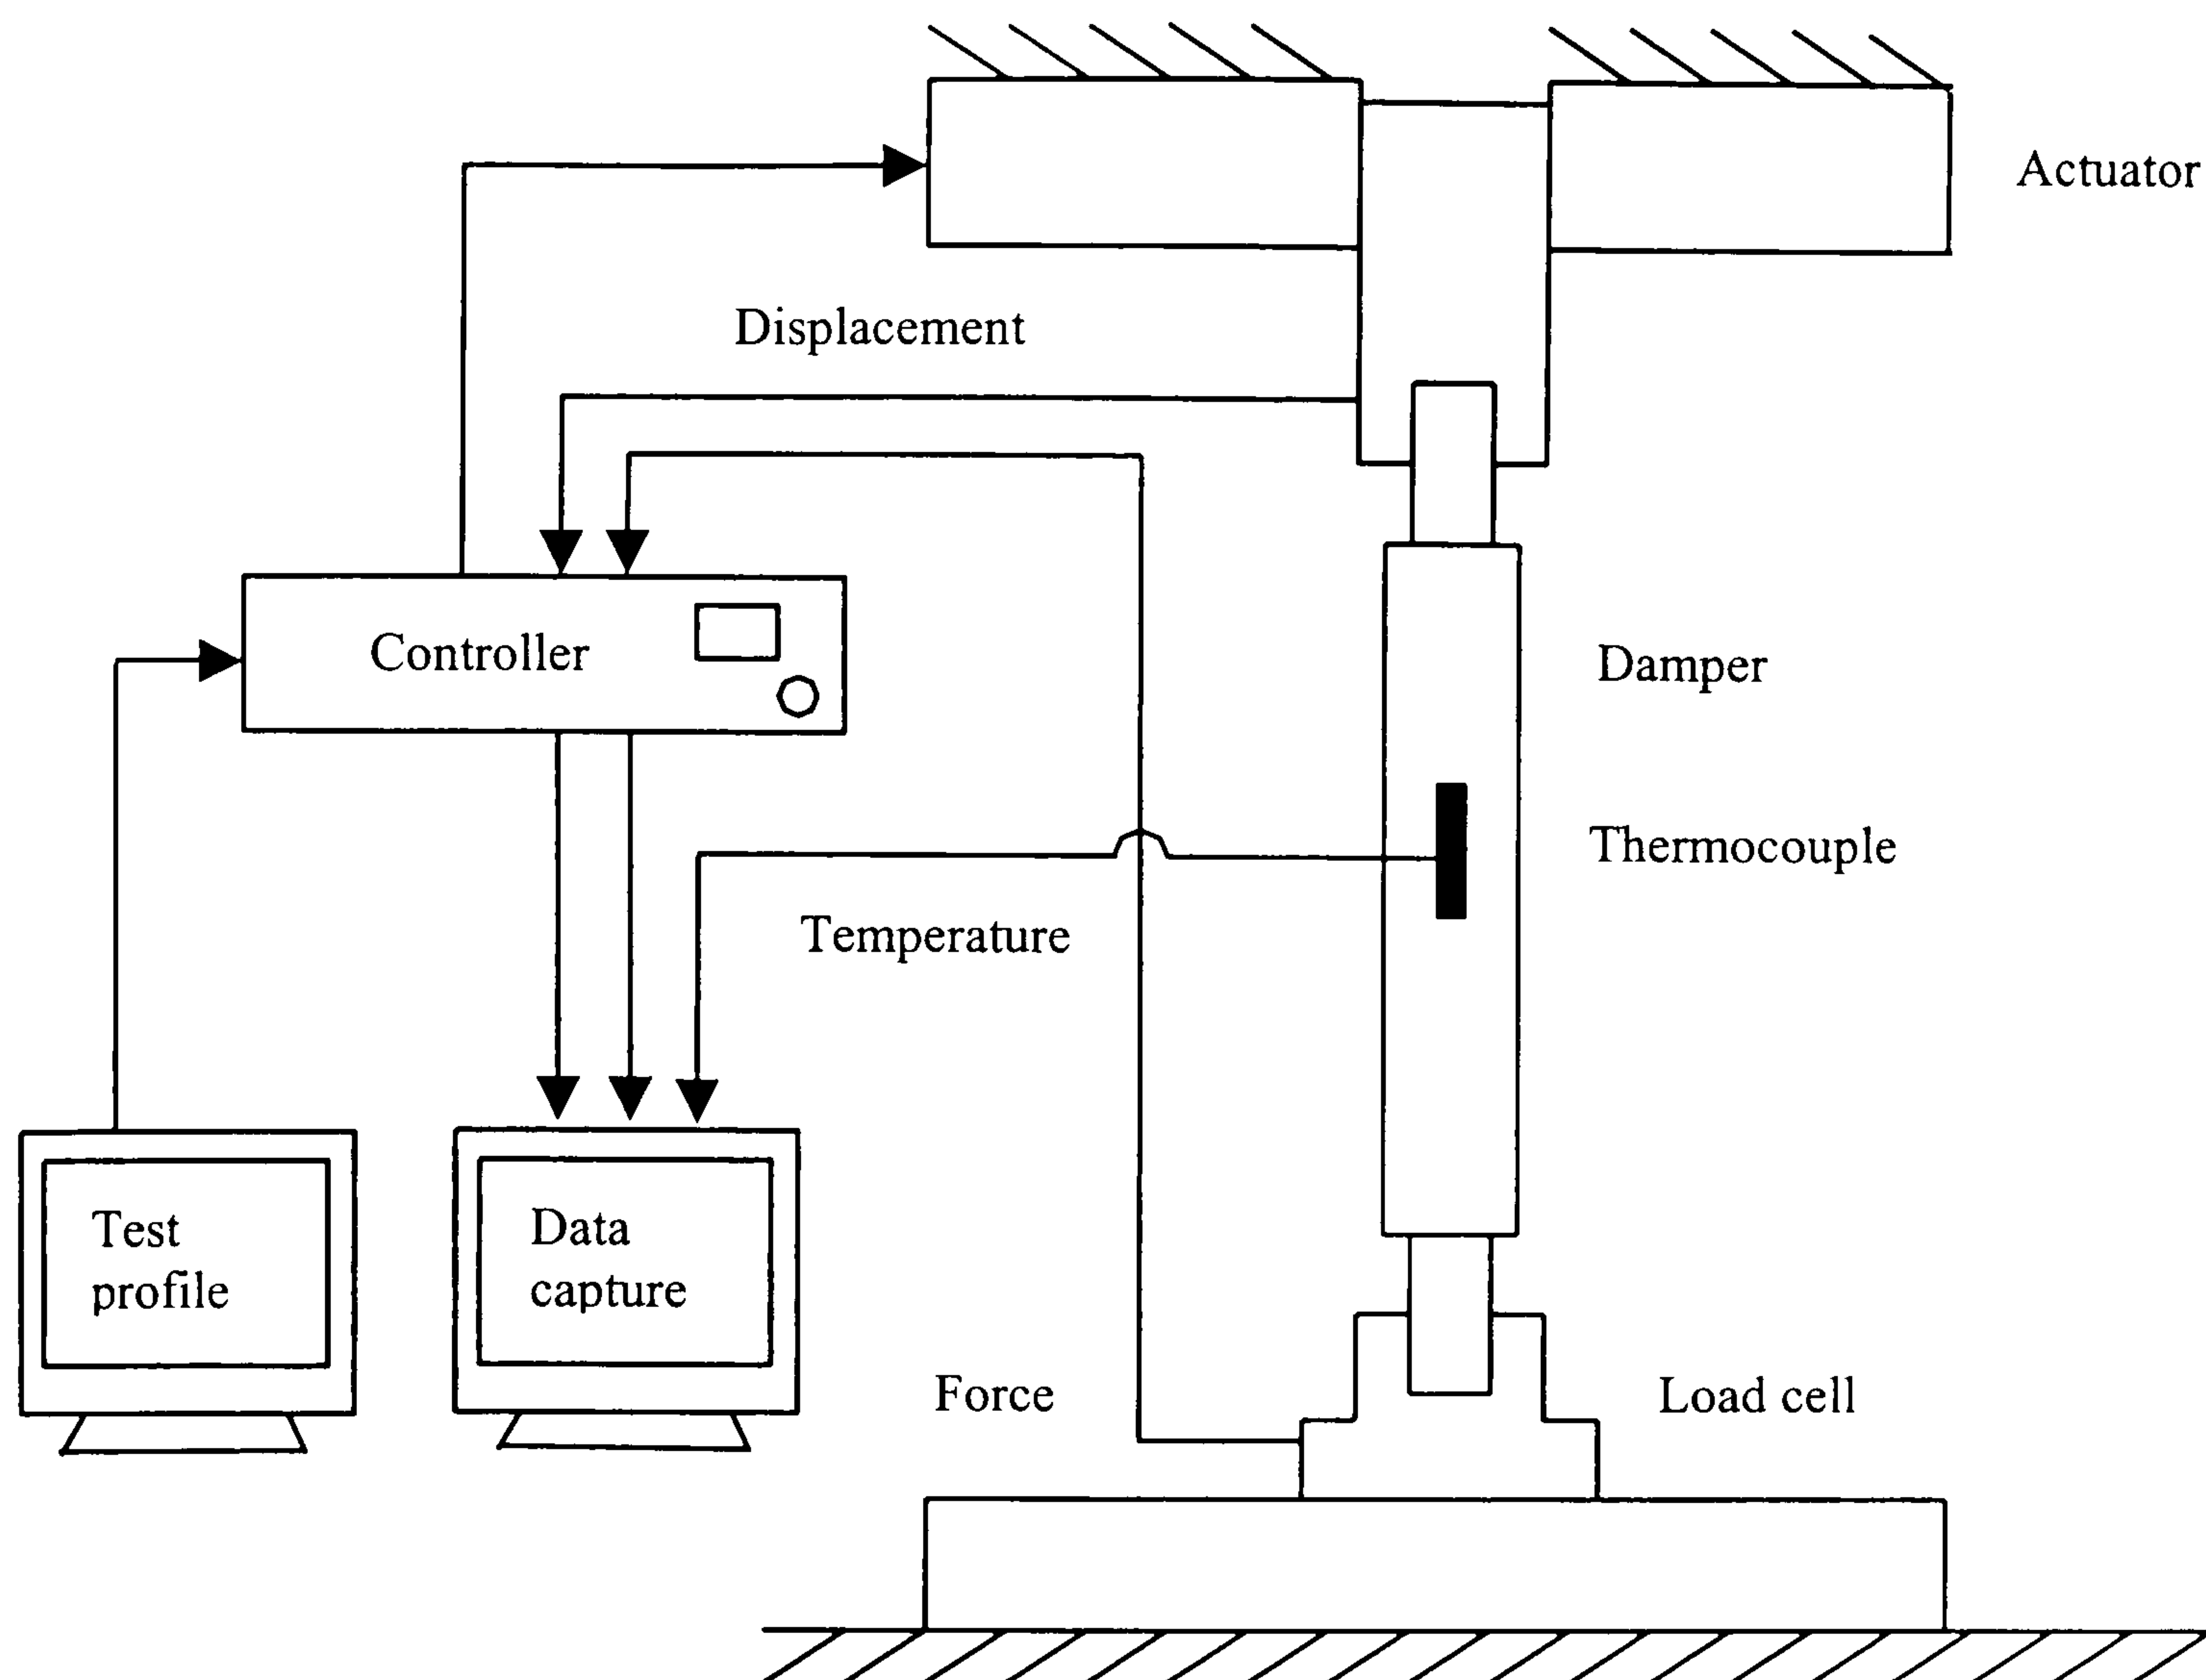 Actuator
Displacement
Controller
Damper
Thermocouple
Temperature
Test
profile
Data
capture
Force
Load cell